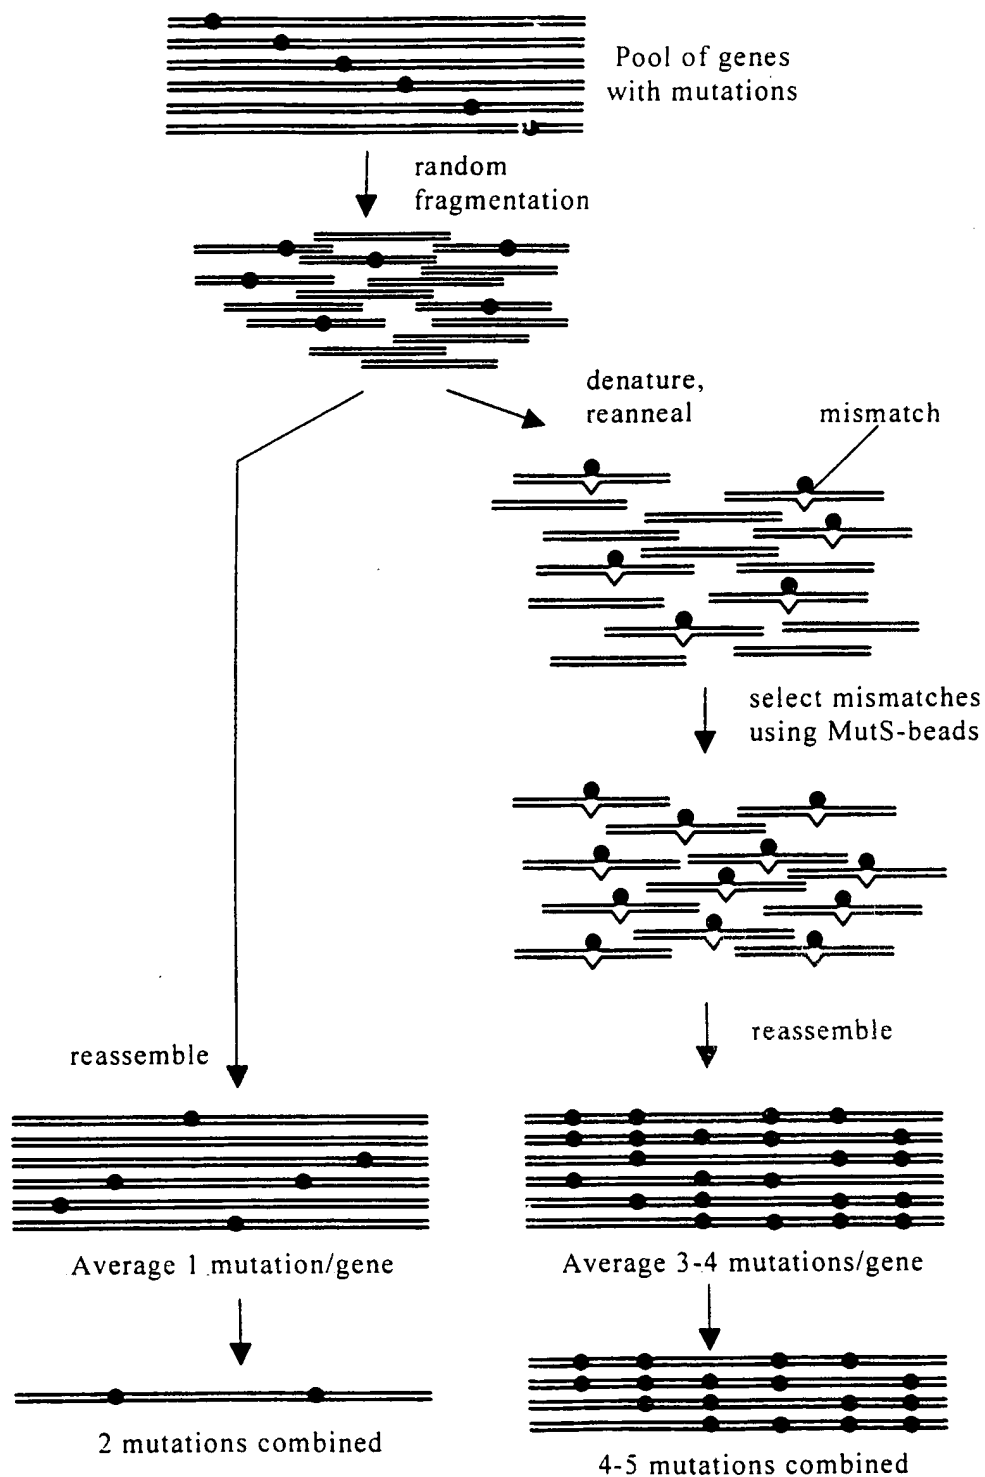 Pool of genes
with mutations
random
fragmentation
denature,
reanneal
mismatch
select mismatches
using MutS-beads
reassemble
reassemble
Average 1 mutation/gene
Average 3-4 mutations/gene
2 mutations combined
4-5 mutations combined